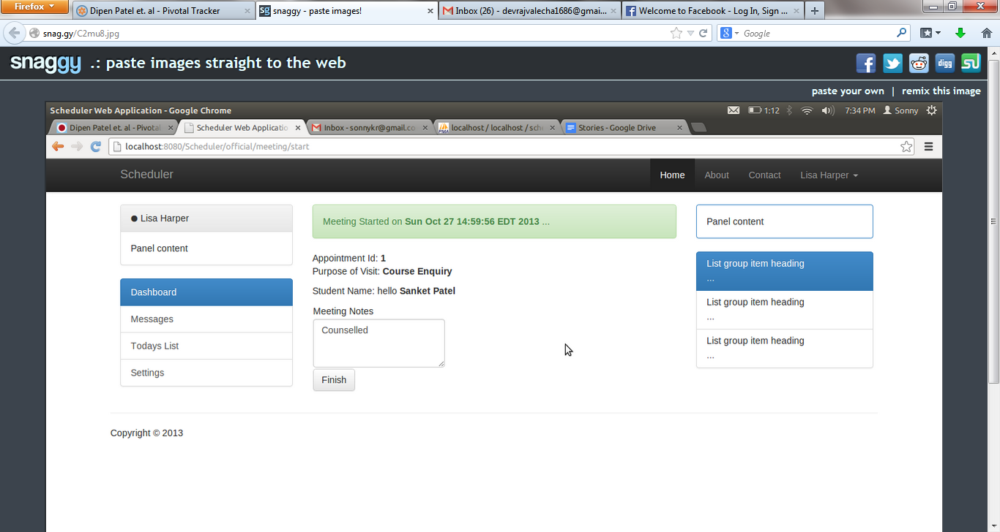 Firefox
Dipen Patel et. al - Pivotal Tracker
snaggy - paste images!
Inbox (26) - devrajvalecha1686@gmai...
Welcome to Facebook - Log In, Sign ...
snag.gy/C2mu8.jpg
Google
snaggy .: paste images straight to the web
digg
paste your own | remix this image
Scheduler Web Application - Google Chrome
1:12
7:34 PM
Sonny
Dipen Patel et. al - Pivotal
Scheduler Web Applicatio
Inbox - sonnykr@gmail.co
localhost / localhost / sche
Stories - Google Drive
localhost:8080/Scheduler/official/meeting/start
Scheduler
Home
About
Contact
Lisa Harper
Lisa Harper
Panel content
Dashboard
Messages
Todays List
Settings
Meeting Started on Sun Oct 27 14:59:56 EDT 2013 ...
Appointment Id: 1
Purpose of Visit: Course Enquiry
Student Name: hello Sanket Patel
Meeting Notes
Counselled
Finish
Panel content
List group item heading
...
List group item heading
...
List group item heading
...
Copyright © 2013